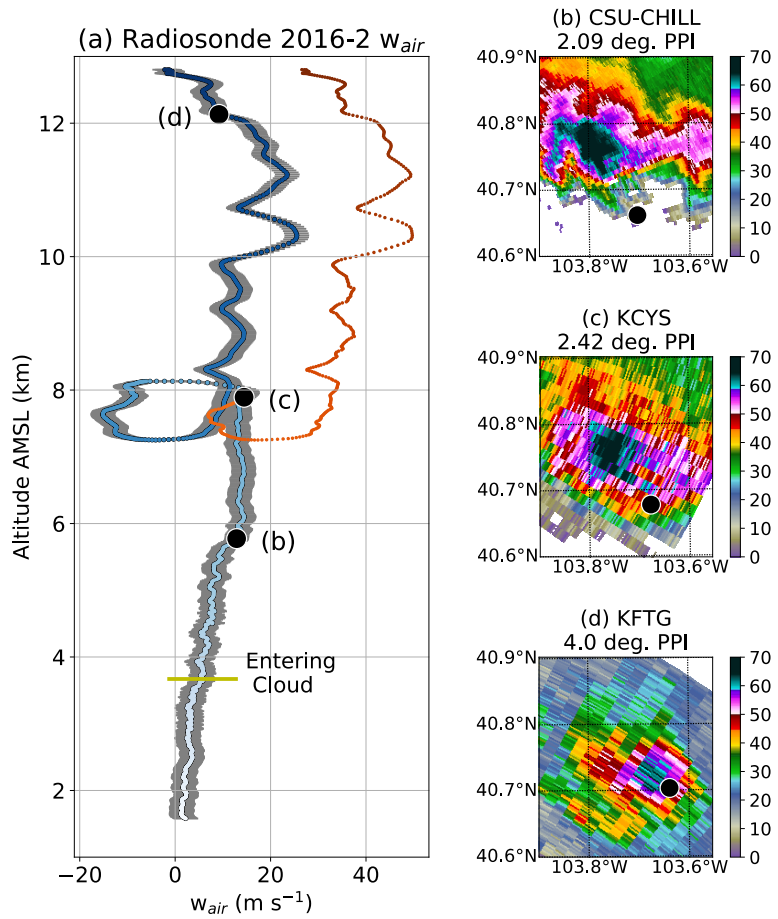 (a) Radiosonde 2016-2 w_air
12
10
8
6
4
2
Altitude AMSL (km)
(d)
(c)
(b)
Entering
Cloud
−20
0
20
40
w_air (m s⁻¹)
(b) CSU-CHILL
2.09 deg. PPI
40.9°N
40.8°N
40.7°N
40.6°N
103.8°W
103.6°W
70
60
50
40
30
20
10
0
(c) KCYS
2.42 deg. PPI
40.9°N
40.8°N
40.7°N
40.6°N
103.8°W
103.6°W
70
60
50
40
30
20
10
0
(d) KFTG
4.0 deg. PPI
40.9°N
40.8°N
40.7°N
40.6°N
103.8°W
103.6°W
70
60
50
40
30
20
10
0